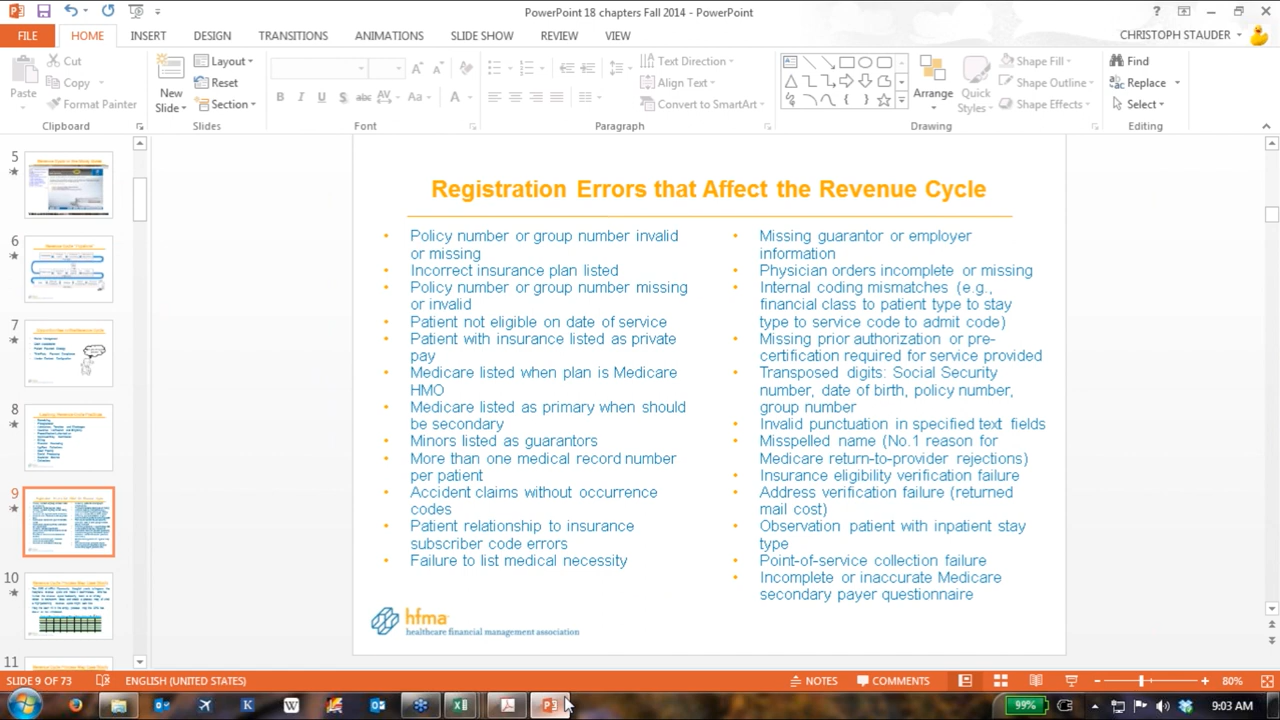 PowerPoint 18 chapters Fall 2014 - PowerPoint
FILE HOME INSERT DESIGN TRANSITIONS ANIMATIONS SLIDE SHOW REVIEW VIEW
CHRISTOPH STAUDER
Paste
Cut
Copy
Format Painter
Clipboard
New
Slide
Layout
Reset
Section
Slides
Font
Text Direction
Align Text
Convert to SmartArt
Paragraph
Arrange
Quick
Styles
Shape Fill
Shape Outline
Shape Effects
Drawing
Find
Replace
Select
Editing
5
6
7
8
9
10
11
Registration Errors that Affect the Revenue Cycle
Policy number or group number invalid
or missing
Incorrect insurance plan listed
Policy number or group number missing
or invalid
Patient not eligible on date of service
pay
Medicare listed when plan is Medicare
HMO
Medicare listed as primary when should
be secondary
Minors listed as guarantors
More than one medical record number
per patient
Accident claims without occurrence
codes
Patient relationship to insurance
subscriber code errors
Failure to list medical necessity
Missing guarantor or employer
information
Physician orders incomplete or missing
Internal coding mismatches (e.g.,
financial class to patient type to stay
type to service code to admit code)
Missing prior authorization or pre-
certification required for service provided
Transposed digits: Social Security
number, date of birth, policy number,
group number
Invalid punctuation in specified text fields
Misspelled name (No. reason for
Medicare return-to-provider rejections)
Insurance eligibility verification failure
Address verification failure (returned
mail cost)
Observation patient with inpatient stay
type
Point-of-service collection failure
Incomplete or inaccurate Medicare
secondary payer questionnaire
hfma
healthcare financial management association
SLIDE 9 OF 73
ENGLISH (UNITED STATES)
NOTES
COMMENTS
80%
99%
9:03 AM